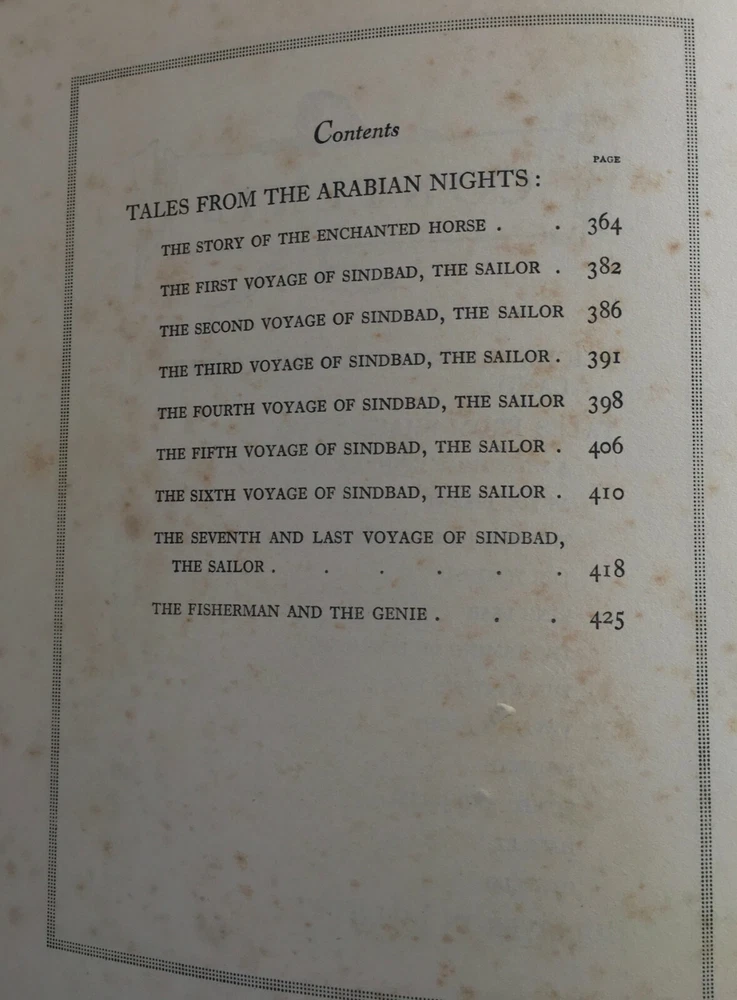 Contents
PAGE
TALES FROM THE ARABIAN NIGHTS:
THE STORY OF THE ENCHANTED HORSE . . 364
THE FIRST VOYAGE OF SINDBAD, THE SAILOR . 382
THE SECOND VOYAGE OF SINDBAD, THE SAILOR 386
THE THIRD VOYAGE OF SINDBAD, THE SAILOR . 391
THE FOURTH VOYAGE OF SINDBAD, THE SAILOR 398
THE FIFTH VOYAGE OF SINDBAD, THE SAILOR . 406
THE SIXTH VOYAGE OF SINDBAD, THE SAILOR . 410
THE SEVENTH AND LAST VOYAGE OF SINDBAD,
THE SAILOR . . . . . . 418
THE FISHERMAN AND THE GENIE . . . 425